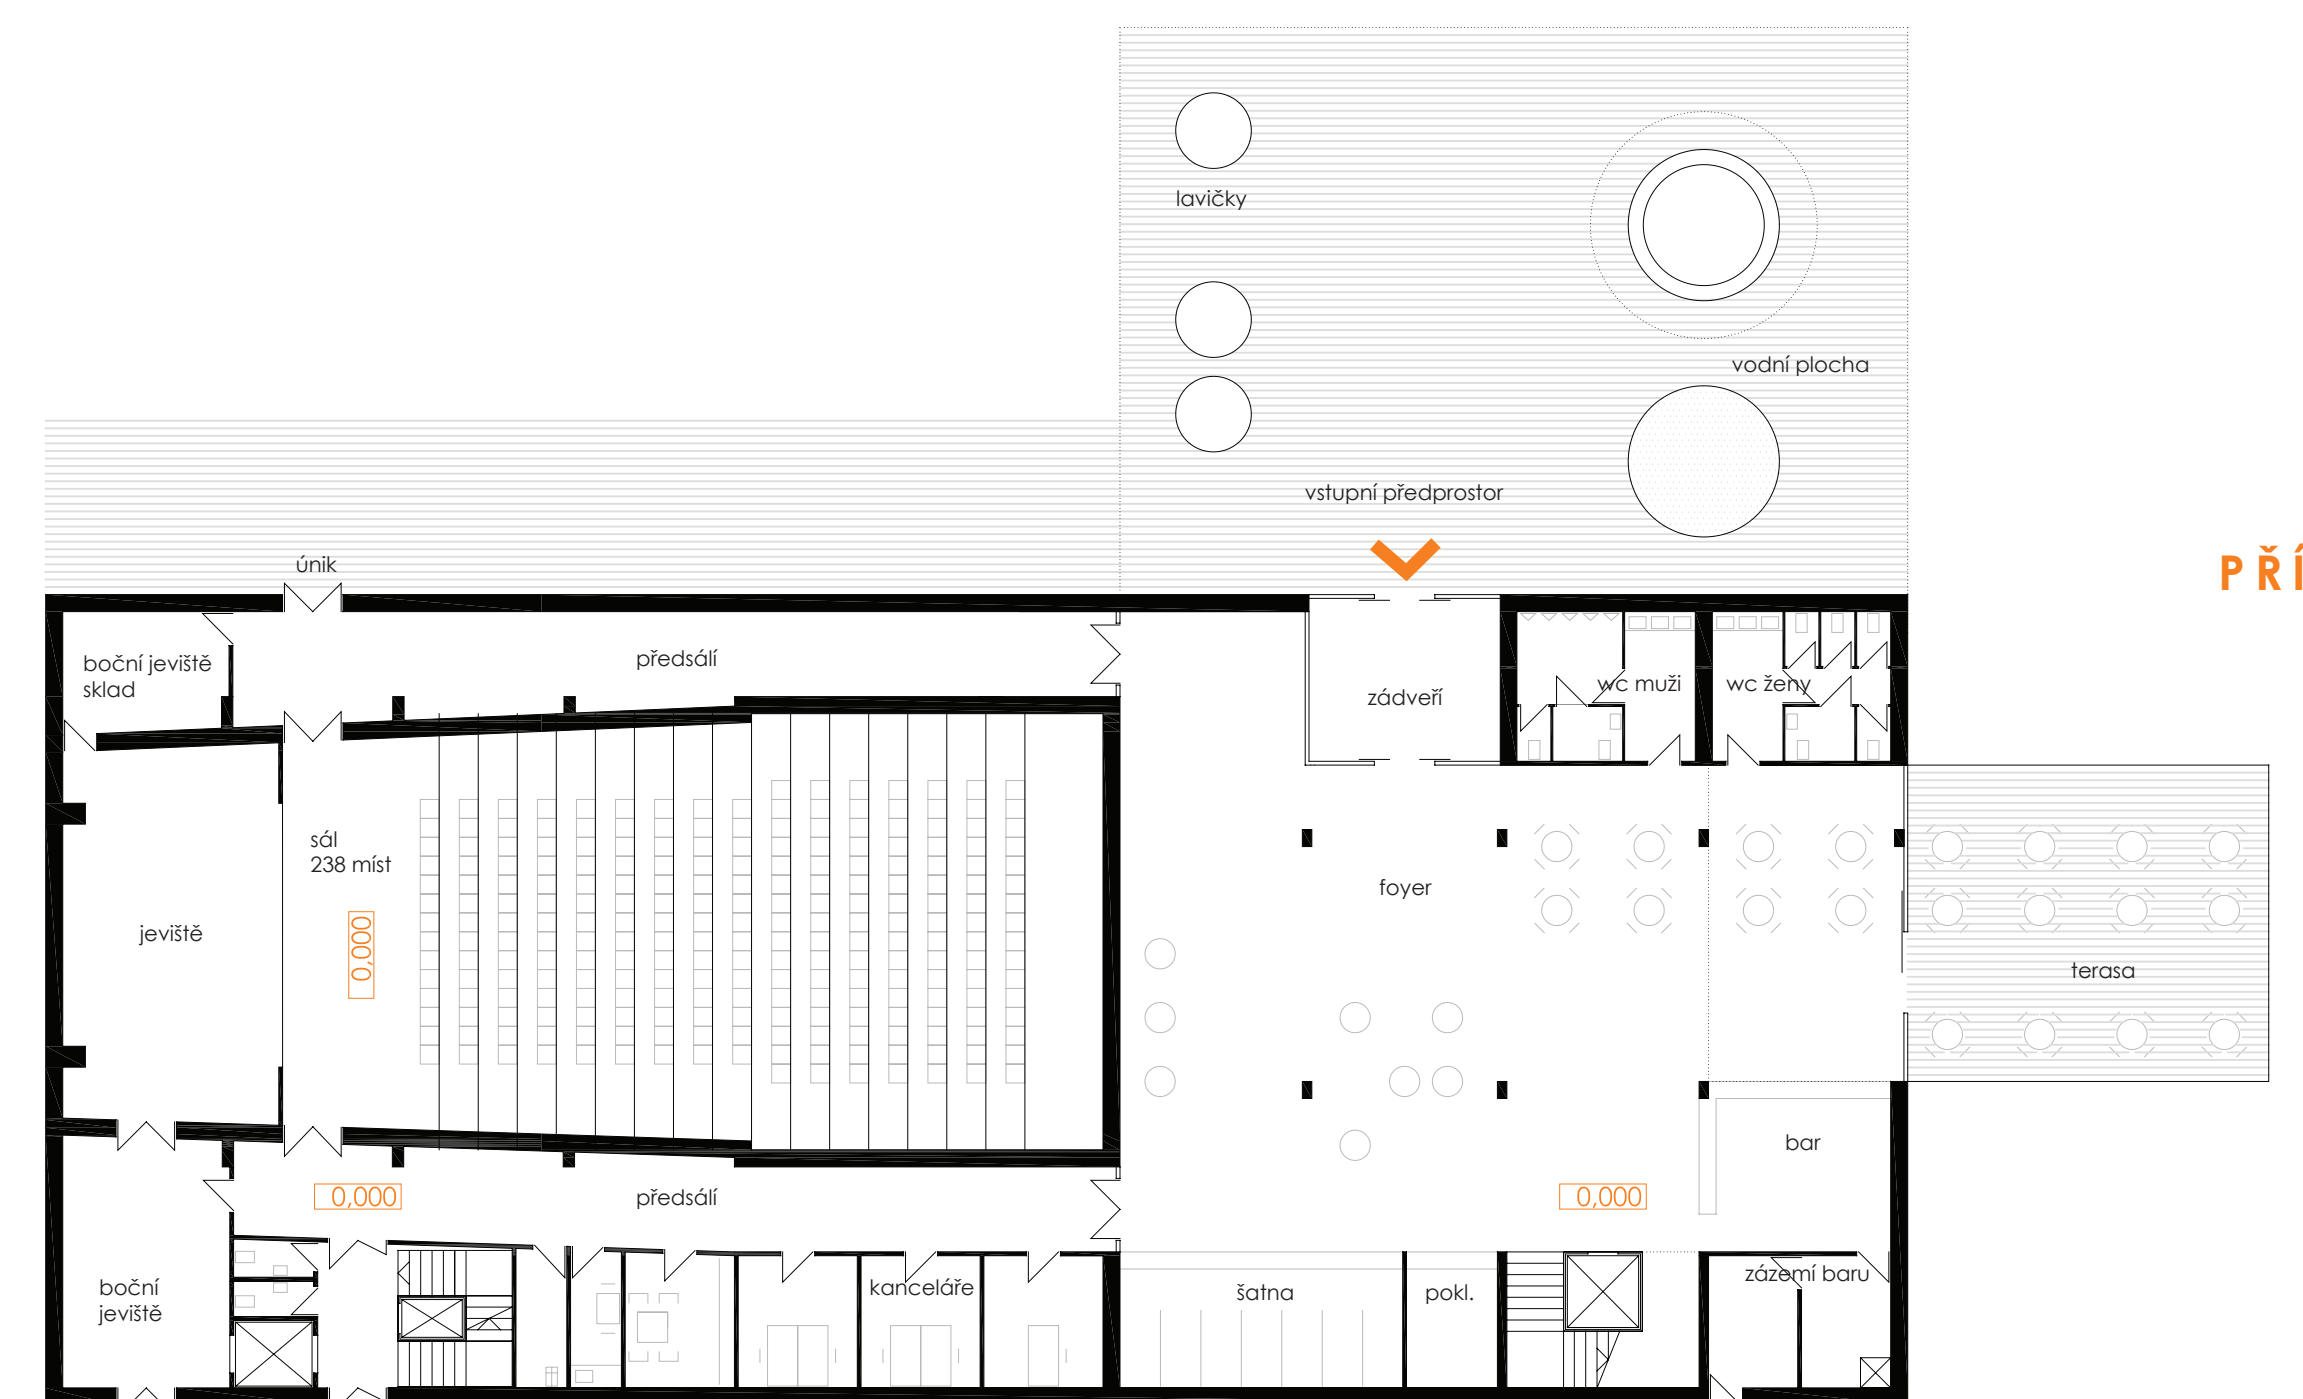 lavičky
vodní plocha
vstupní předprostor
únik
PŘÍ
boční jeviště
sklad
předsálí
zádveří
wc muži
wc ženy
sál
238 míst
foyer
jeviště
0,000
terasa
bar
0,000
předsálí
0,000
boční
jeviště
kanceláře
šatna
pokl.
zázemí baru